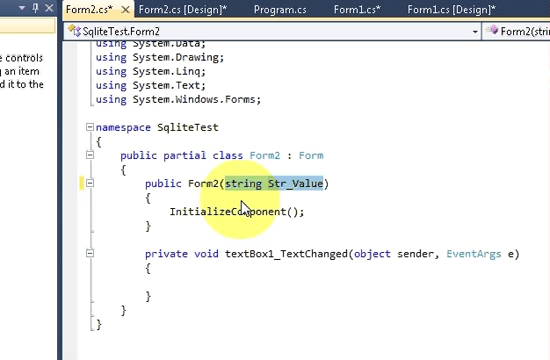 Form2.cs* Form2.cs [Design]* Program.cs Form1.cs* Form1.cs [Design]*
SqliteTest.Form2 Form2(strin
e controls
g an item
d it to the
using System.Data;
using System.Drawing;
using System.Linq;
using System.Text;
using System.Windows.Forms;
namespace SqliteTest
{
public partial class Form2 : Form
{
public Form2(string Str_Value)
{
InitializeComponent();
}
private void textBox1_TextChanged(object sender, EventArgs e)
{
}
}
}